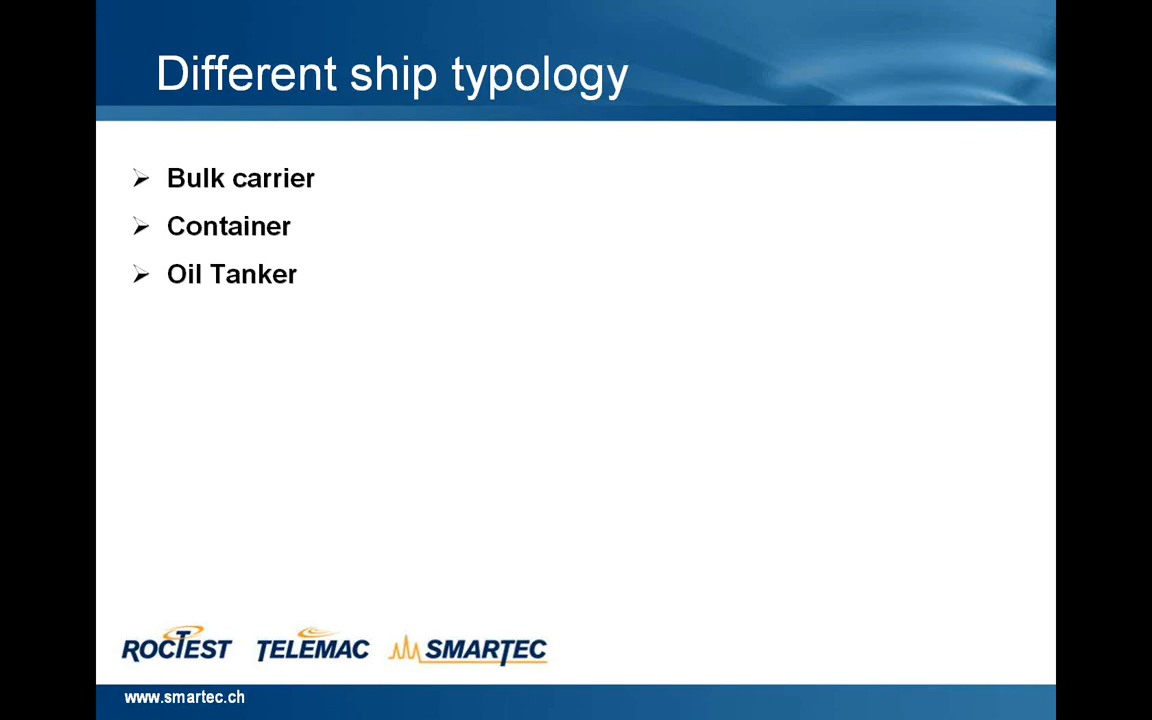 Different ship typology
Bulk carrier
Container
Oil Tanker
ROCTEST TELEMAC SMARTEC
www.smartec.ch